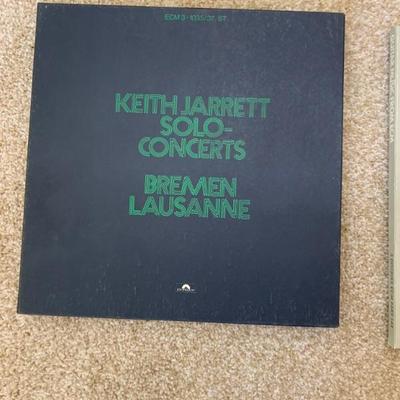 ECM 3-1035/37 ST
KEITH JARRETT
SOLO-
CONCERTS
BREMEN
LAUSANNE